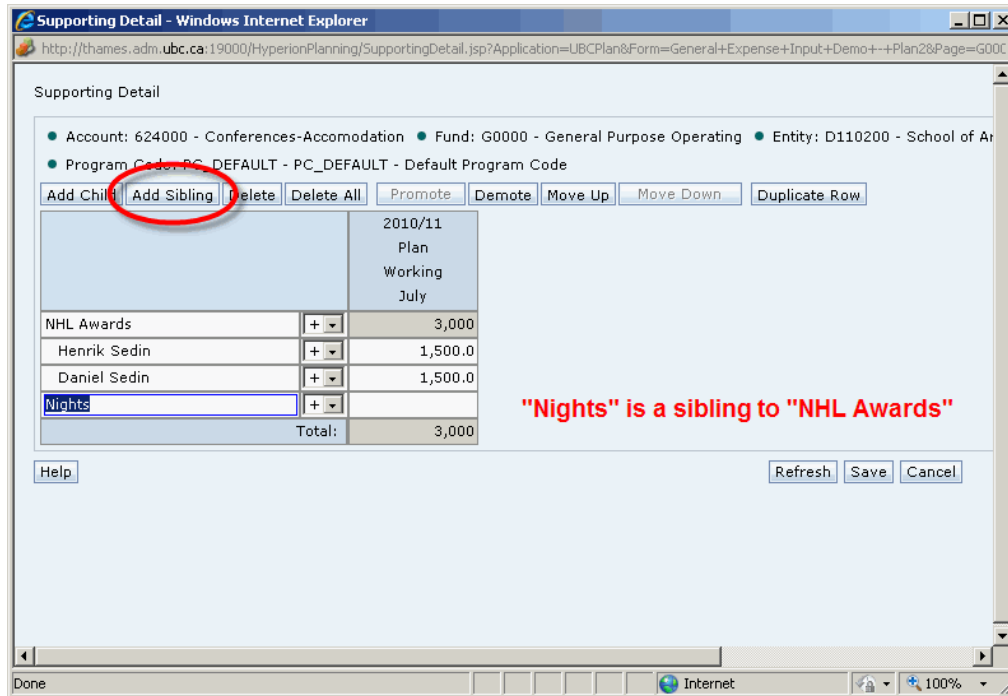 Supporting Detail - Windows Internet Explorer
http://thames.adm.ubc.ca:19000/HyperionPlanning/SupportingDetail.jsp?Application=UBCPlan&Form=General+Expense+Input+Demo+-+Plan2&Page=G000
Supporting Detail
Account: 624000 - Conferences-Accomodation Fund: G0000 - General Purpose Operating Entity: D110200 - School of Ar
Program Code: PC_DEFAULT - PC_DEFAULT - Default Program Code
Add Child Add Sibling Delete Delete All Promote Demote Move Up Move Down Duplicate Row
2010/11
Plan
Working
July
NHL Awards + 3,000
Henrik Sedin + 1,500.0
Daniel Sedin + 1,500.0
Nights +
"Nights" is a sibling to "NHL Awards"
Total: 3,000
Help Refresh Save Cancel
Done Internet 100%